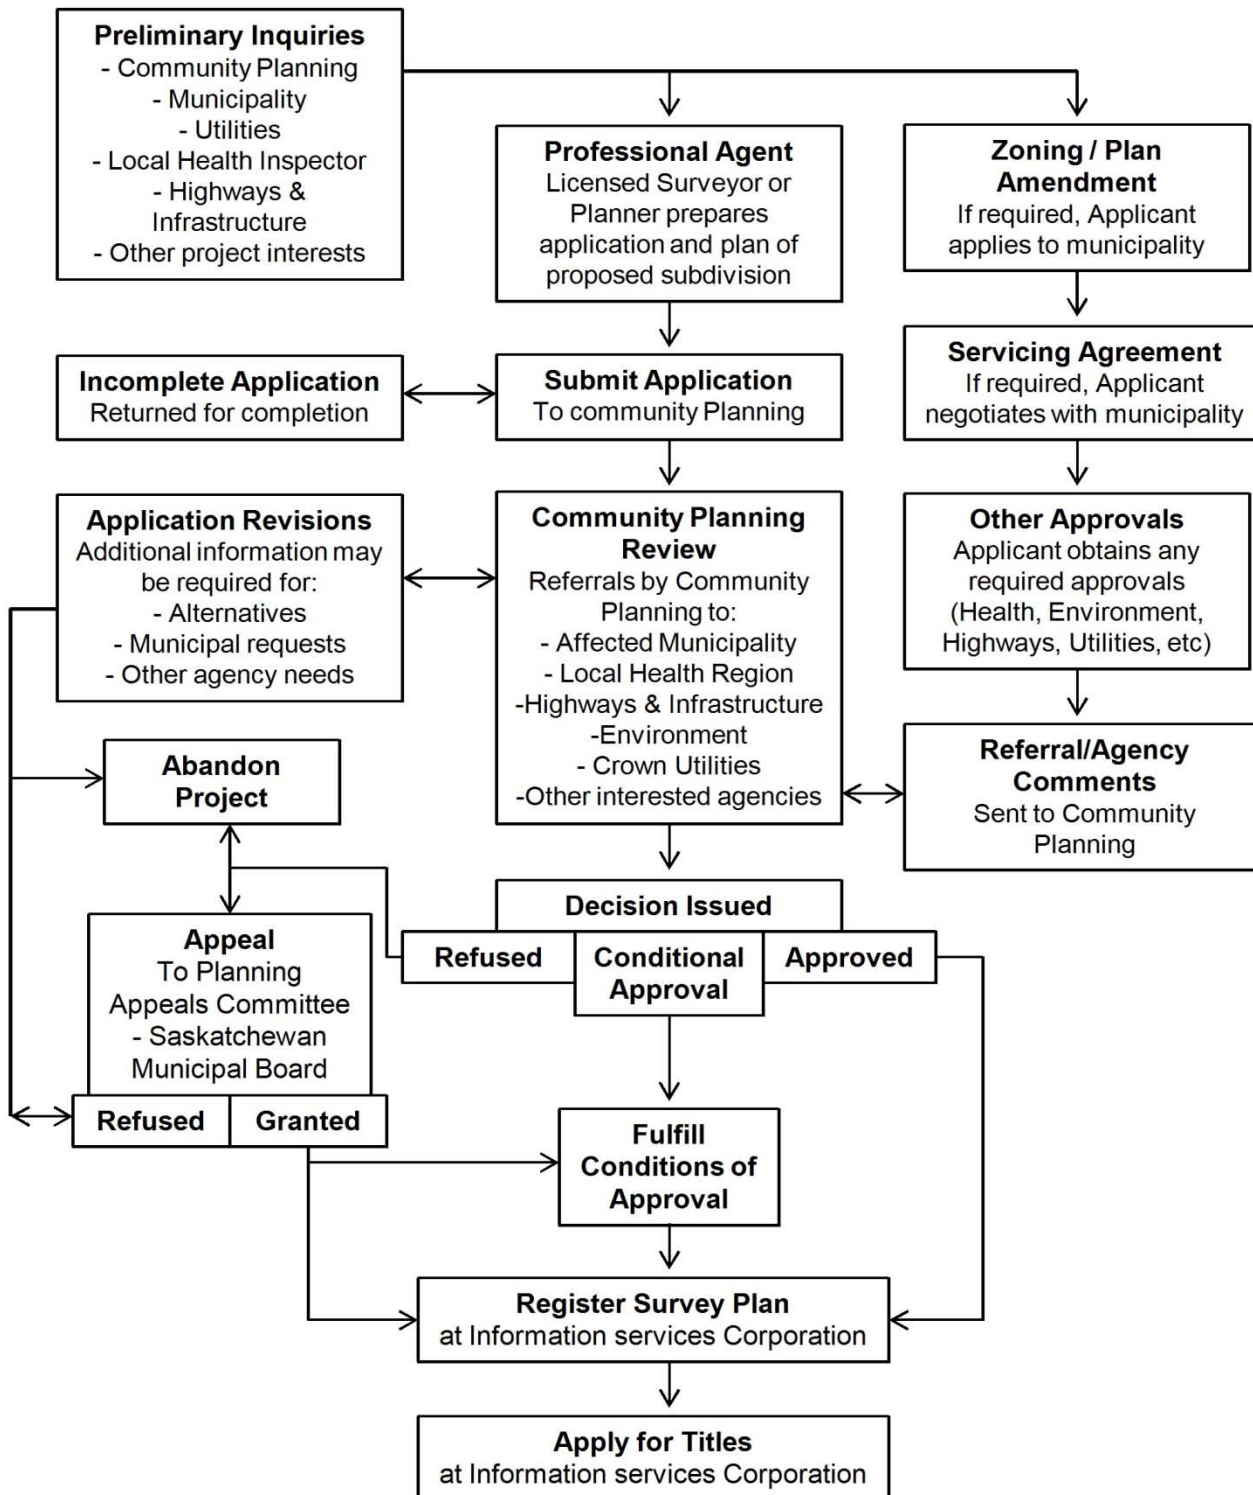 Preliminary Inquiries
- Community Planning
- Municipality
- Utilities
- Local Health Inspector
- Highways &
Infrastructure
- Other project interests
Professional Agent
Licensed Surveyor or
Planner prepares
application and plan of
proposed subdivision
Zoning / Plan
Amendment
If required, Applicant
applies to municipality
Incomplete Application
Returned for completion
Submit Application
To community Planning
Servicing Agreement
If required, Applicant
negotiates with municipality
Application Revisions
Additional information may
be required for:
- Alternatives
- Municipal requests
- Other agency needs
Community Planning
Review
Referrals by Community
Planning to:
- Affected Municipality
- Local Health Region
-Highways & Infrastructure
-Environment
- Crown Utilities
-Other interested agencies
Other Approvals
Applicant obtains any
required approvals
(Health, Environment,
Highways, Utilities, etc)
Referral/Agency
Comments
Sent to Community
Planning
Abandon
Project
Decision Issued
Refused
Conditional
Approval
Approved
Appeal
To Planning
Appeals Committee
- Saskatchewan
Municipal Board
Refused
Granted
Fulfill
Conditions of
Approval
Register Survey Plan
at Information services Corporation
Apply for Titles
at Information services Corporation